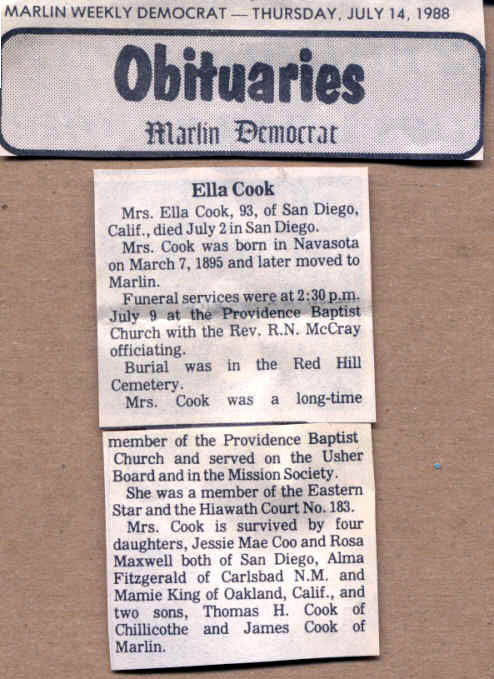 MARLIN WEEKLY DEMOCRAT — THURSDAY, JULY 14, 1988
Obituaries
Marlin Democrat
Ella Cook
Mrs. Ella Cook, 93, of San Diego,
Calif., died July 2 in San Diego.
Mrs. Cook was born in Navasota
on March 7, 1895 and later moved to
Marlin.
Funeral services were at 2:30 p.m.
July 9 at the Providence Baptist
Church with the Rev. R.N. McCray
officiating.
Burial was in the Red Hill
Cemetery.
Mrs. Cook was a long-time
member of the Providence Baptist
Church and served on the Usher
Board and in the Mission Society.
She was a member of the Eastern
Star and the Hiawath Court No. 183.
Mrs. Cook is survived by four
daughters, Jessie Mae Coo and Rosa
Maxwell both of San Diego, Alma
Fitzgerald of Carlsbad N.M. and
Mamie King of Oakland, Calif., and
two sons, Thomas H. Cook of
Chillicothe and James Cook of
Marlin.